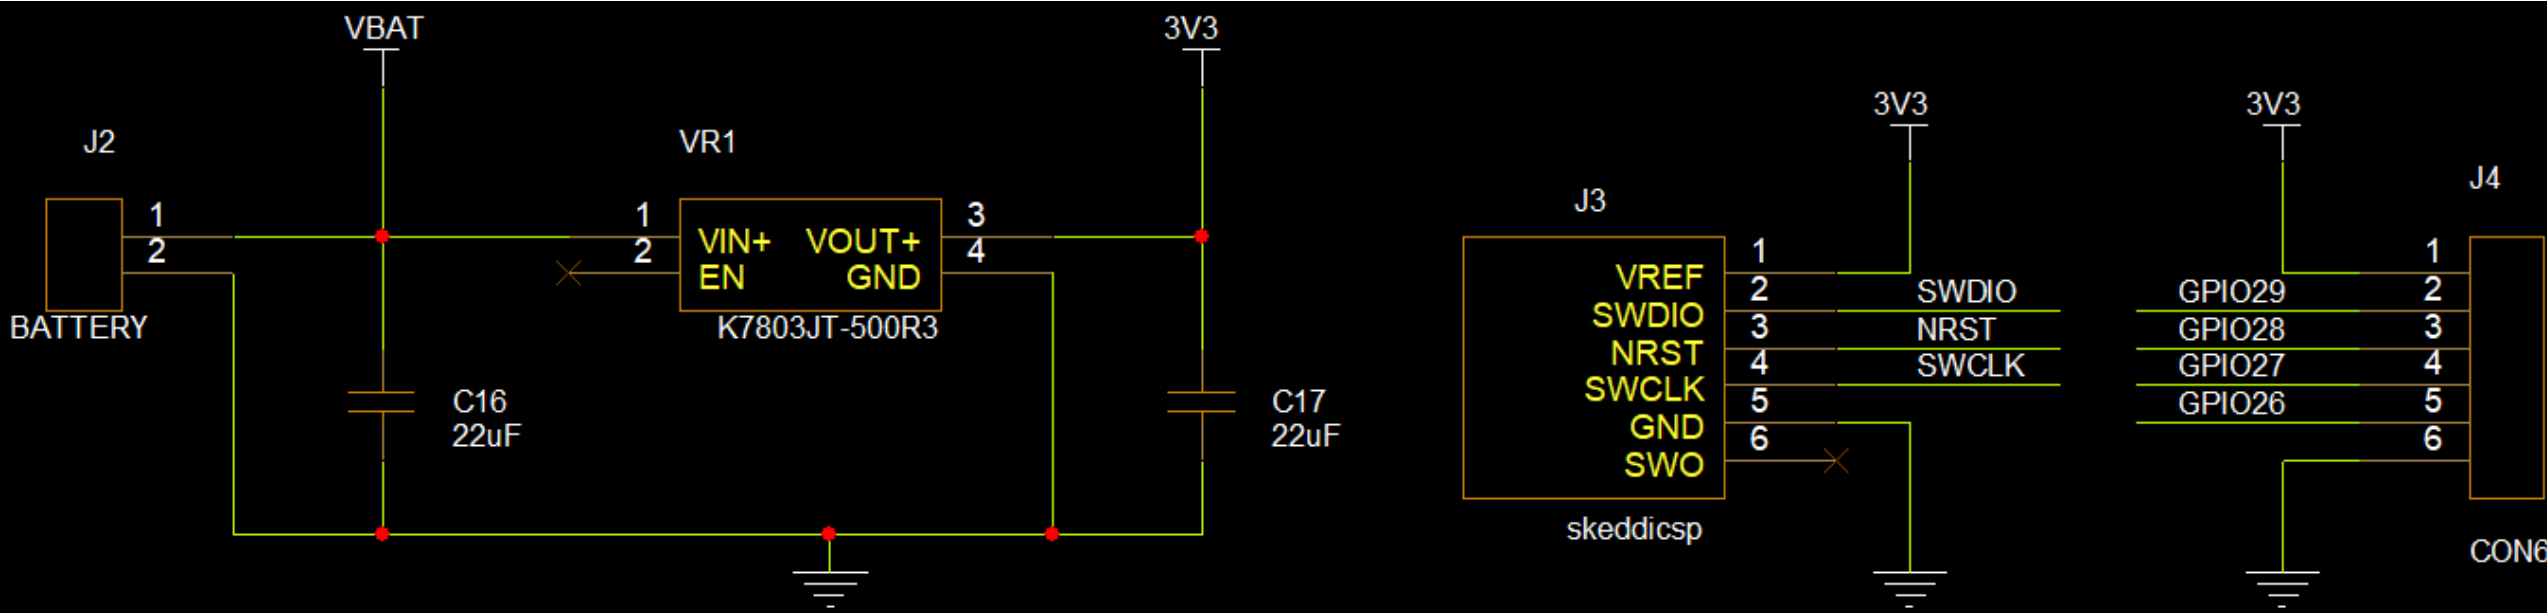 VBAT
3V3
3V3
3V3
J2
VR1
J3
J4
1
2
BATTERY
1
2
VIN+ VOUT+
EN GND
3
4
K7803JT-500R3
C16
22uF
C17
22uF
VREF
SWDIO
NRST
SWCLK
GND
SWO
1
2
3
4
5
6
SWDIO
NRST
SWCLK
skeddicsp
GPIO29
GPIO28
GPIO27
GPIO26
1
2
3
4
5
6
CON6